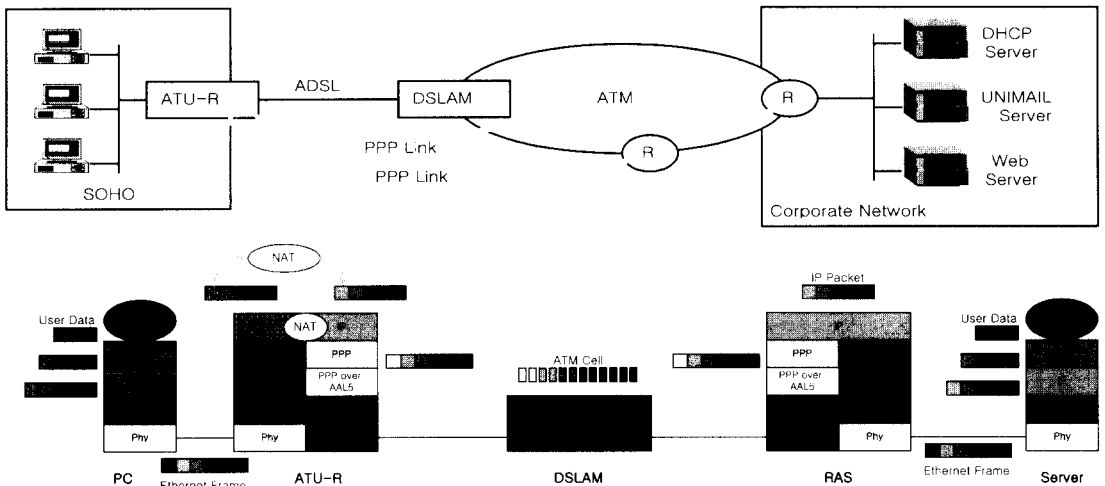 DHCP
Server
ATU-R
ADSL
DSLAM
ATM
R
UNIMAIL
Server
PPP Link
R
PPP Link
Web
Server
SOHO
Corporate Network
NAT
IP Packet
User Data
NAT
IP
PPP
PPP over
AAL5
ATM Cell
PPP
PPP over
AAL5
User Data
Phy
Phy
Phy
Phy
PC
Ethernet Frame
ATU-R
DSLAM
RAS
Ethernet Frame
Server